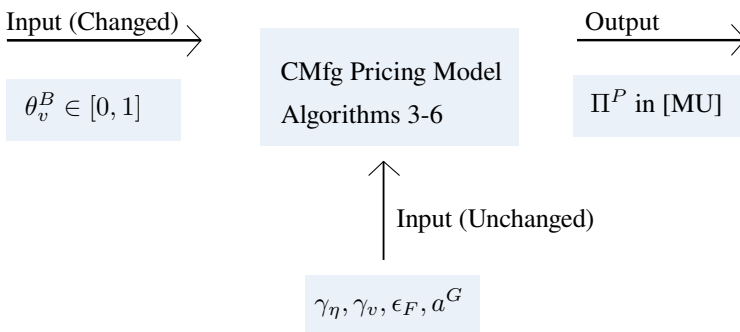 Input (Changed)
Output
CMfg Pricing Model
Algorithms 3-6
θ_v^B ∈ [0, 1]
Π^P in [MU]
Input (Unchanged)
γ_η, γ_v, ϵ_F, a^G